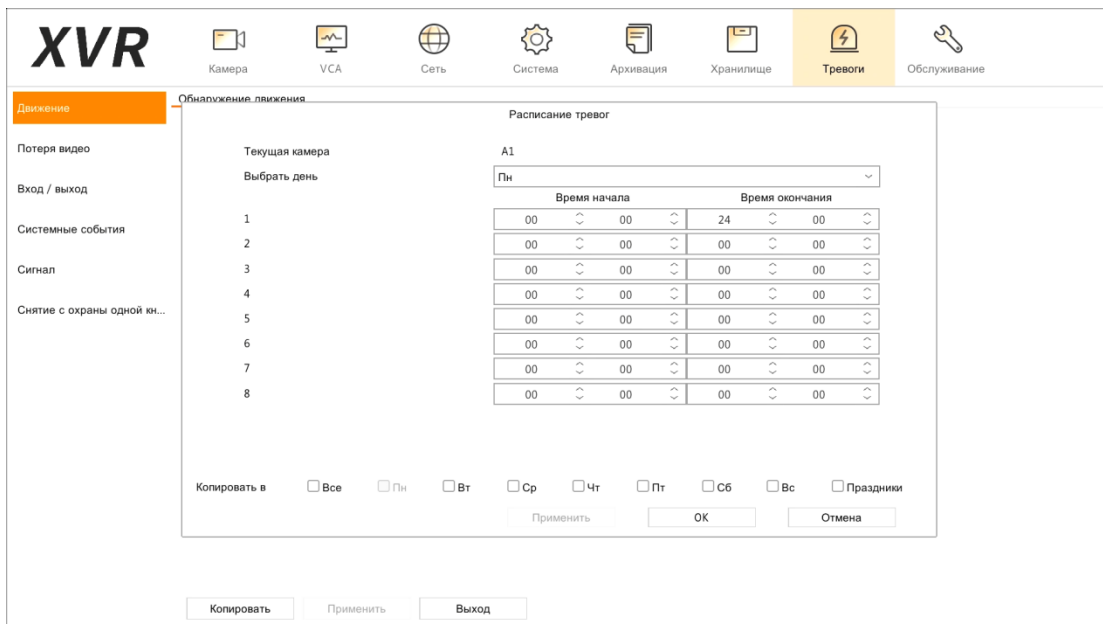 XVR
Камера VCA Сеть Система Архивация Хранилище Тревоги Обслуживание
Движение
Потеря видео
Вход / выход
Системные события
Сигнал
Снятие с охраны одной кн...
Обнаружение движения
Расписание тревог
Текущая камера A1
Выбрать день Пн
Время начала Время окончания
1 00 00 24 00
2 00 00 00 00
3 00 00 00 00
4 00 00 00 00
5 00 00 00 00
6 00 00 00 00
7 00 00 00 00
8 00 00 00 00
Копировать в Все Пн Вт Ср Чт Пт Сб Вс Праздники
Применить OK Отмена
Копировать Применить Выход